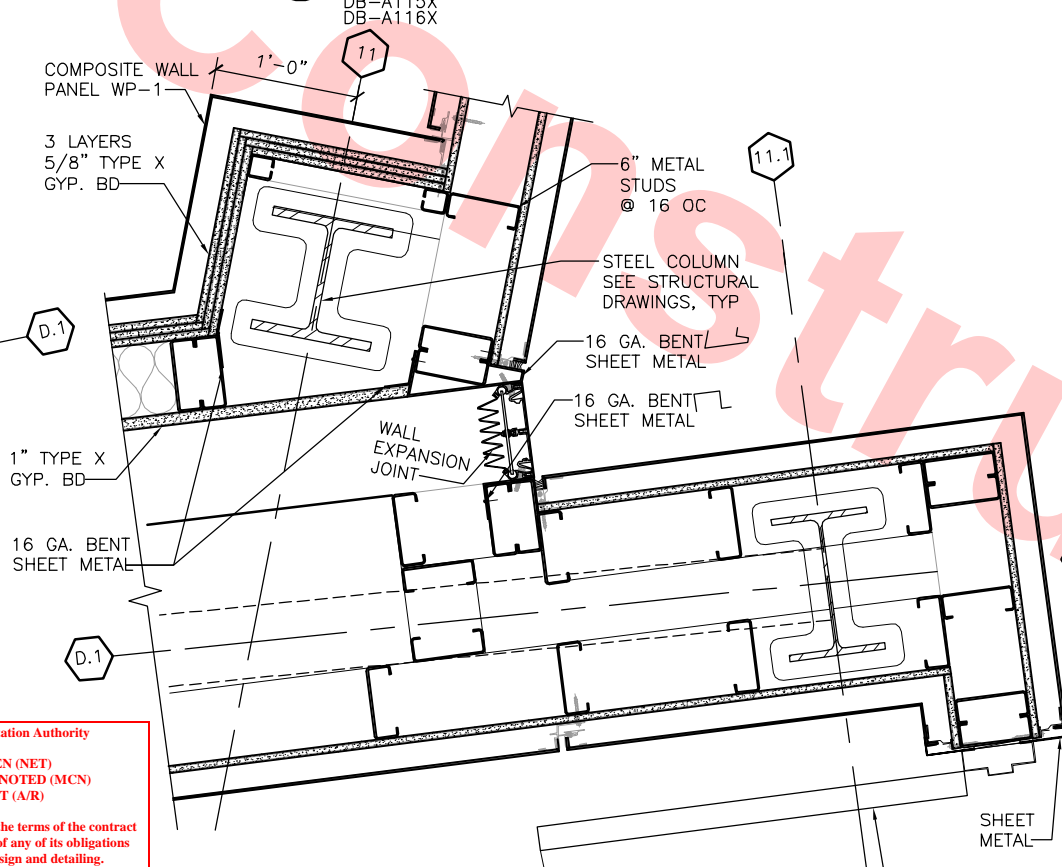 DB-A115X
DB-A116X
11
1'-0"
COMPOSITE WALL
PANEL WP-1
3 LAYERS
5/8" TYPE X
GYP. BD
11.1
6" METAL
STUDS
@ 16 OC
STEEL COLUMN
SEE STRUCTURAL
DRAWINGS, TYP
D.1
16 GA. BENT
SHEET METAL
16 GA. BENT
SHEET METAL
WALL
EXPANSION
JOINT
1" TYPE X
GYP. BD
16 GA. BENT
SHEET METAL
D.1
ation Authority
EN (NET)
NOTED (MCN)
T (A/R)
he terms of the contract
of any of its obligations
sign and detailing.
SHEET
METAL
Constru